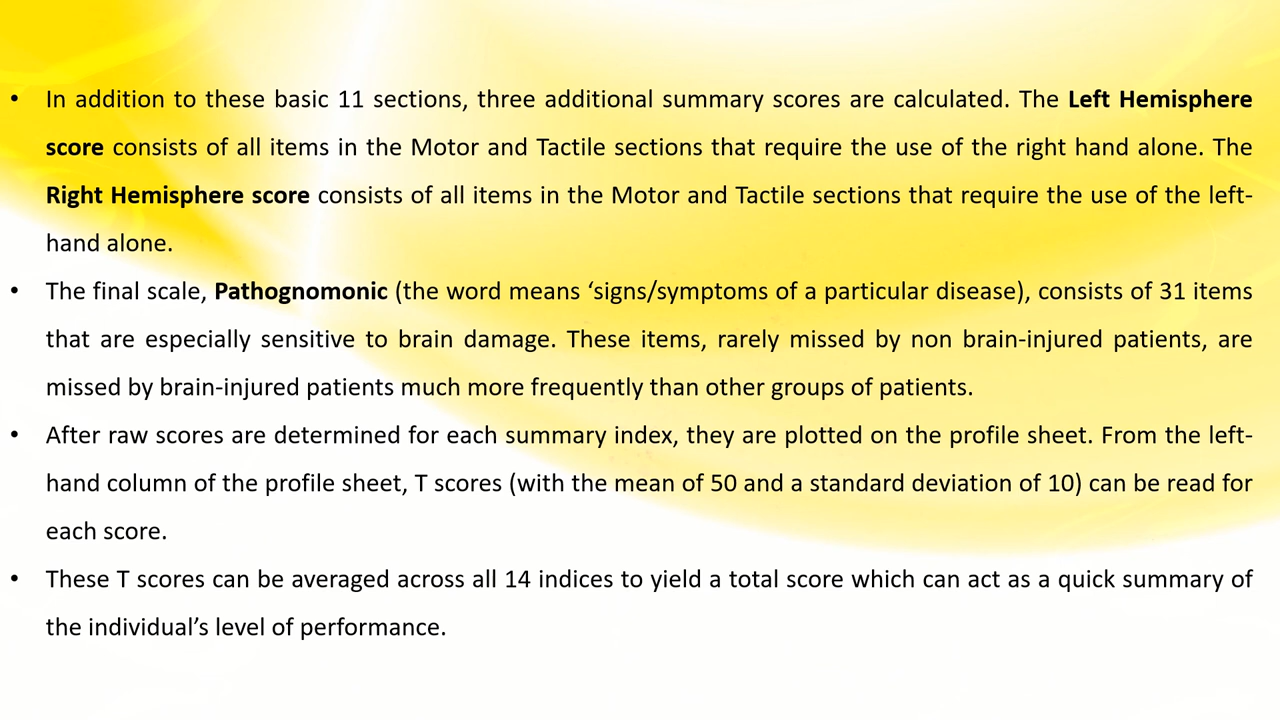 • In addition to these basic 11 sections, three additional summary scores are calculated. The Left Hemisphere
score consists of all items in the Motor and Tactile sections that require the use of the right hand alone. The
Right Hemisphere score consists of all items in the Motor and Tactile sections that require the use of the left-
hand alone.
• The final scale, Pathognomonic (the word means ‘signs/symptoms of a particular disease), consists of 31 items
that are especially sensitive to brain damage. These items, rarely missed by non brain-injured patients, are
missed by brain-injured patients much more frequently than other groups of patients.
• After raw scores are determined for each summary index, they are plotted on the profile sheet. From the left-
hand column of the profile sheet, T scores (with the mean of 50 and a standard deviation of 10) can be read for
each score.
• These T scores can be averaged across all 14 indices to yield a total score which can act as a quick summary of
the individual’s level of performance.